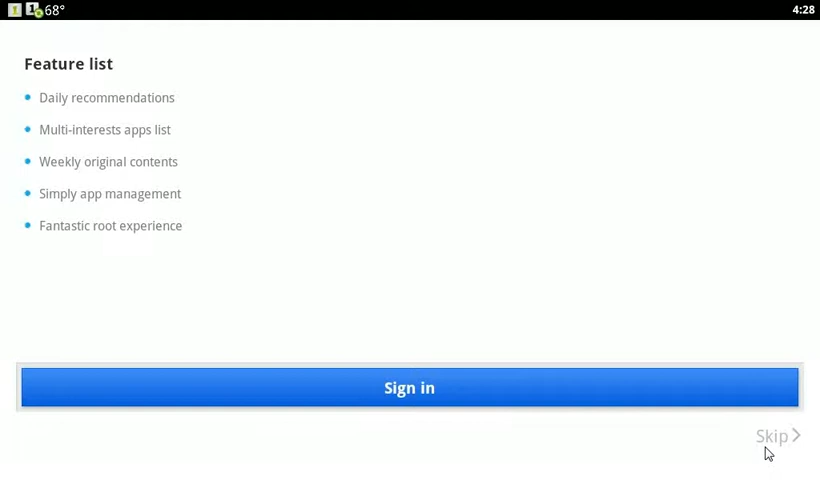 68°
4:28
Feature list
Daily recommendations
Multi-interests apps list
Weekly original contents
Simply app management
Fantastic root experience
Sign in
Skip